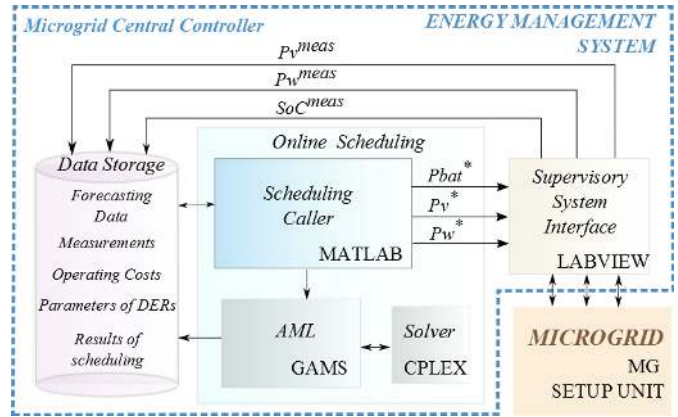 Microgrid Central Controller
ENERGY MANAGEMENT
SYSTEM
Pv^meas
Pw^meas
SoC^meas
Data Storage
Forecasting
Data
Measurements
Operating Costs
Parameters of DERs
Results of
scheduling
Online Scheduling
Scheduling
Caller
MATLAB
Pbat*
Pv*
Pw*
Supervisory
System
Interface
LABVIEW
AML
GAMS
Solver
CPLEX
MICROGRID
MG
SETUP UNIT